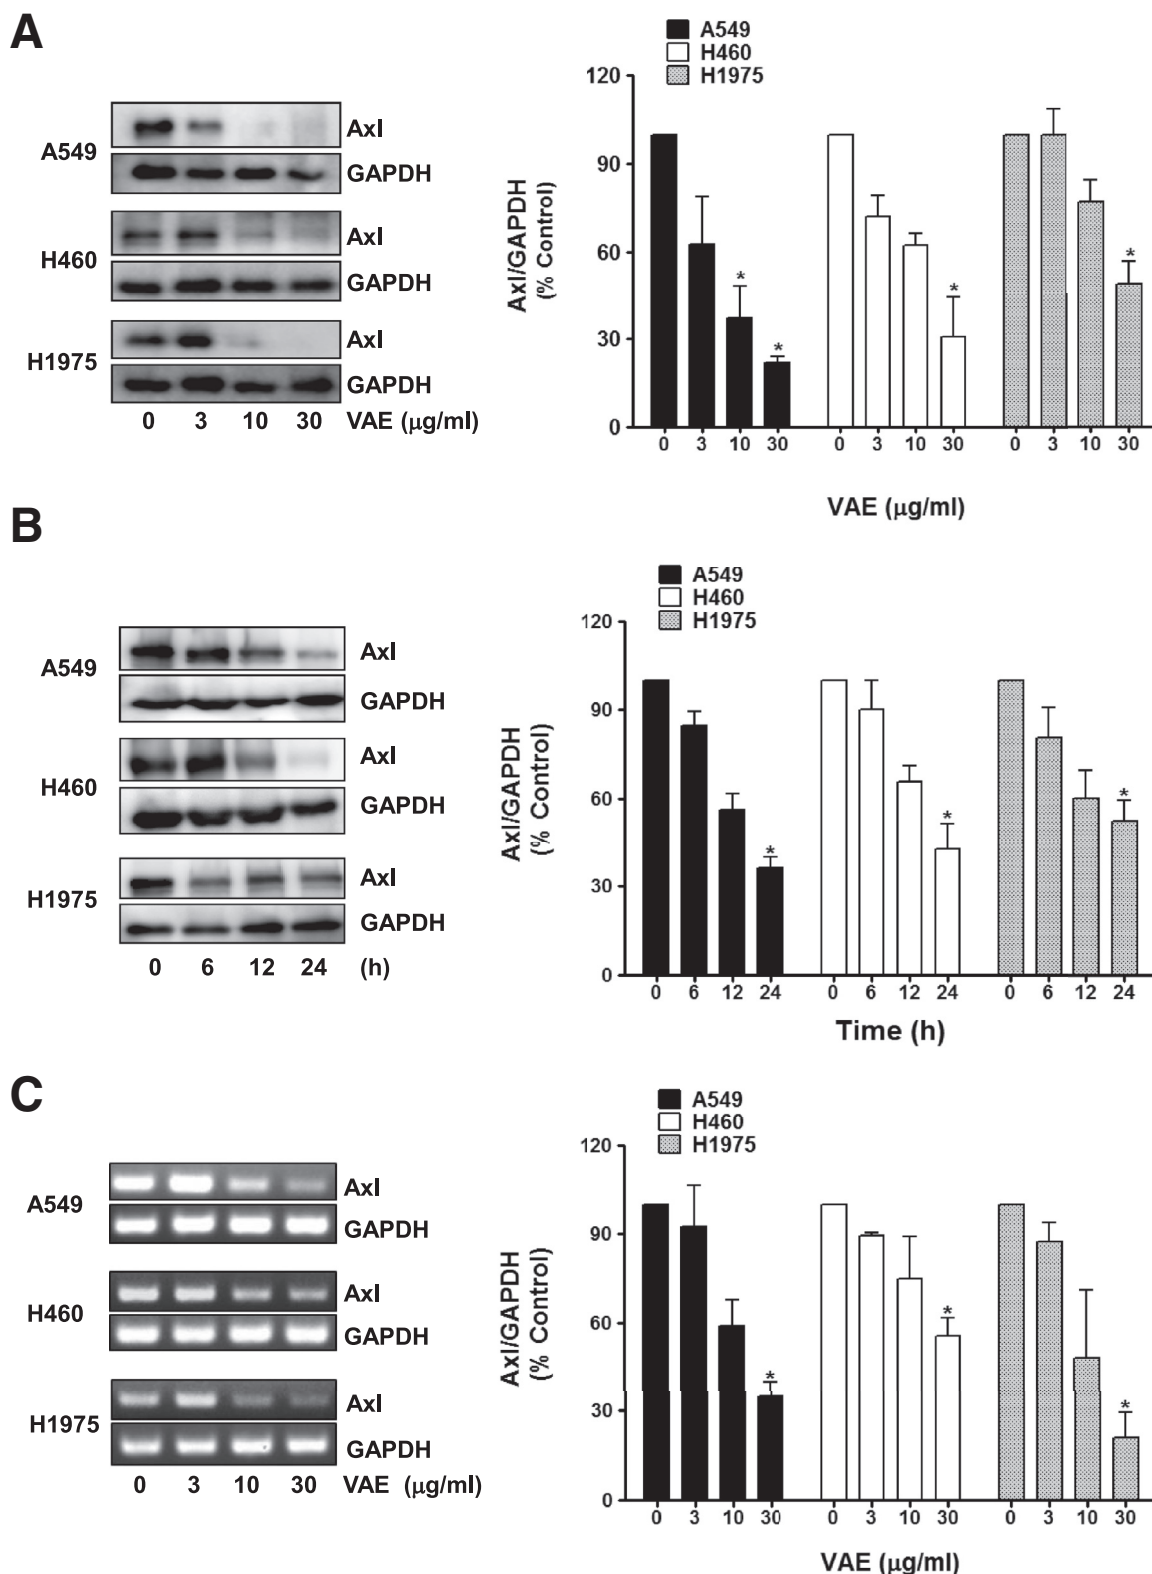 A
A549
Axl
GAPDH
H460
Axl
GAPDH
H1975
Axl
GAPDH
0 3 10 30 VAE (μg/ml)
A549
H460
H1975
Axl/GAPDH
(% Control)
120
90
60
30
0
* * * *
0 3 10 30 0 3 10 30 0 3 10 30
VAE (μg/ml)
B
A549
Axl
GAPDH
H460
Axl
GAPDH
H1975
Axl
GAPDH
0 6 12 24 (h)
A549
H460
H1975
Axl/GAPDH
(% Control)
120
90
60
30
0
* * *
0 6 12 24 0 6 12 24 0 6 12 24
Time (h)
C
A549
Axl
GAPDH
H460
Axl
GAPDH
H1975
Axl
GAPDH
0 3 10 30 VAE (μg/ml)
A549
H460
H1975
Axl/GAPDH
(% Control)
120
90
60
30
0
* * *
0 3 10 30 0 3 10 30 0 3 10 30
VAE (μg/ml)